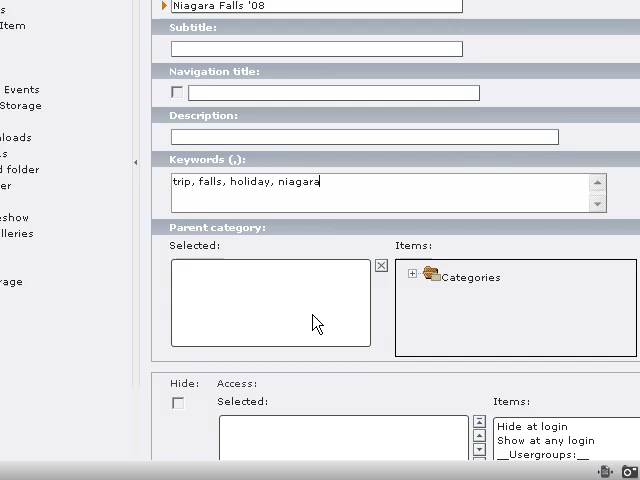 Niagara Falls '08
s
Item
Subtitle:
Navigation title:
Events
Storage
Description:
loads
s
Keywords (,):
d folder
trip, falls, holiday, niagara
er
eshow
Parent category:
lleries
Selected: Items:
Categories
rage
Hide: Access:
Selected: Items:
Hide at login
Show at any login
__Usergroups:__